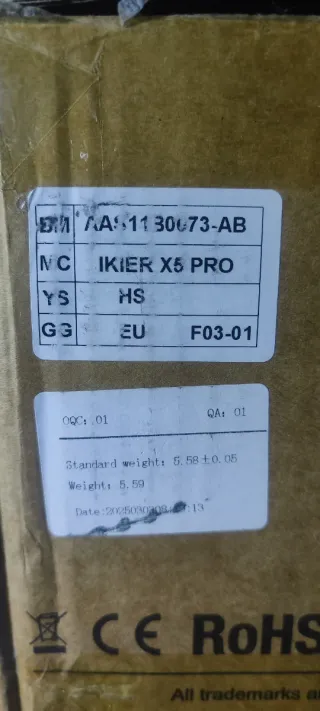 BM AAS1130073-AB
MC IKIER X5 PRO
YS HS
GG EU F03-01
OQC: 01 QA: 01
Standard weight: 5.58±0.05
Weight: 5.59
Date:
CE RoHS
All trademarks